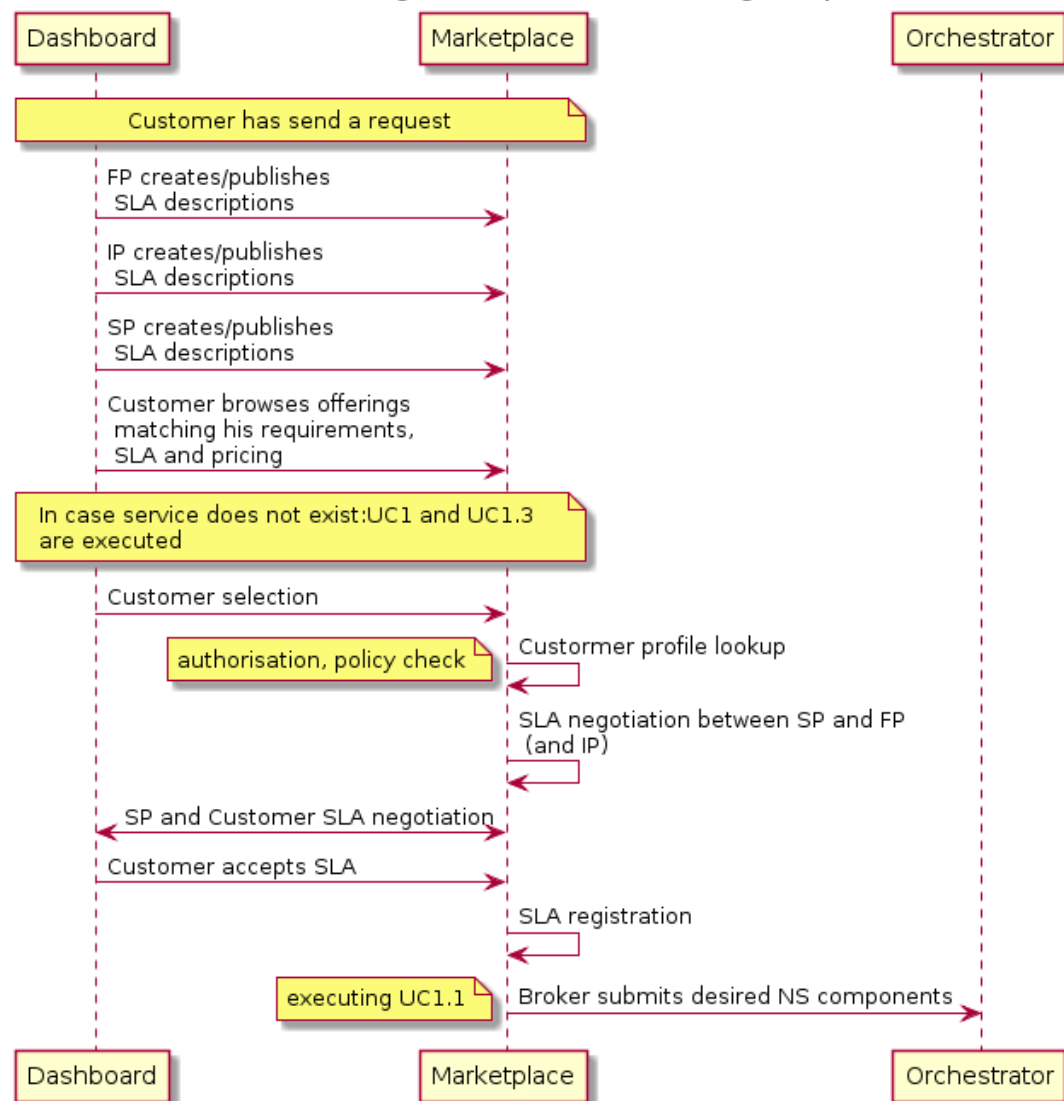 Dashboard
Marketplace
Orchestrator
Customer has send a request
FP creates/publishes
SLA descriptions
IP creates/publishes
SLA descriptions
SP creates/publishes
SLA descriptions
Customer browses offerings
matching his requirements,
SLA and pricing
In case service does not exist:UC1 and UC1.3
are executed
Customer selection
authorisation, policy check
Custormer profile lookup
SLA negotiation between SP and FP
(and IP)
SP and Customer SLA negotiation
Customer accepts SLA
SLA registration
executing UC1.1
Broker submits desired NS components
Dashboard
Marketplace
Orchestrator